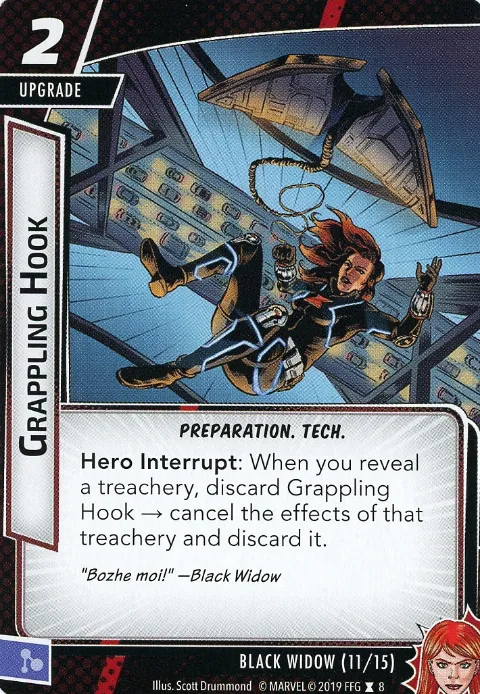 2
UPGRADE
GRAPPLING HOOK
PREPARATION. TECH.
Hero Interrupt: When you reveal
a treachery, discard Grappling
Hook → cancel the effects of that
treachery and discard it.
"Bozhe moi!" —Black Widow
BLACK WIDOW (11/15)
Illus. Scott Drummond © MARVEL © 2019 FFG 8